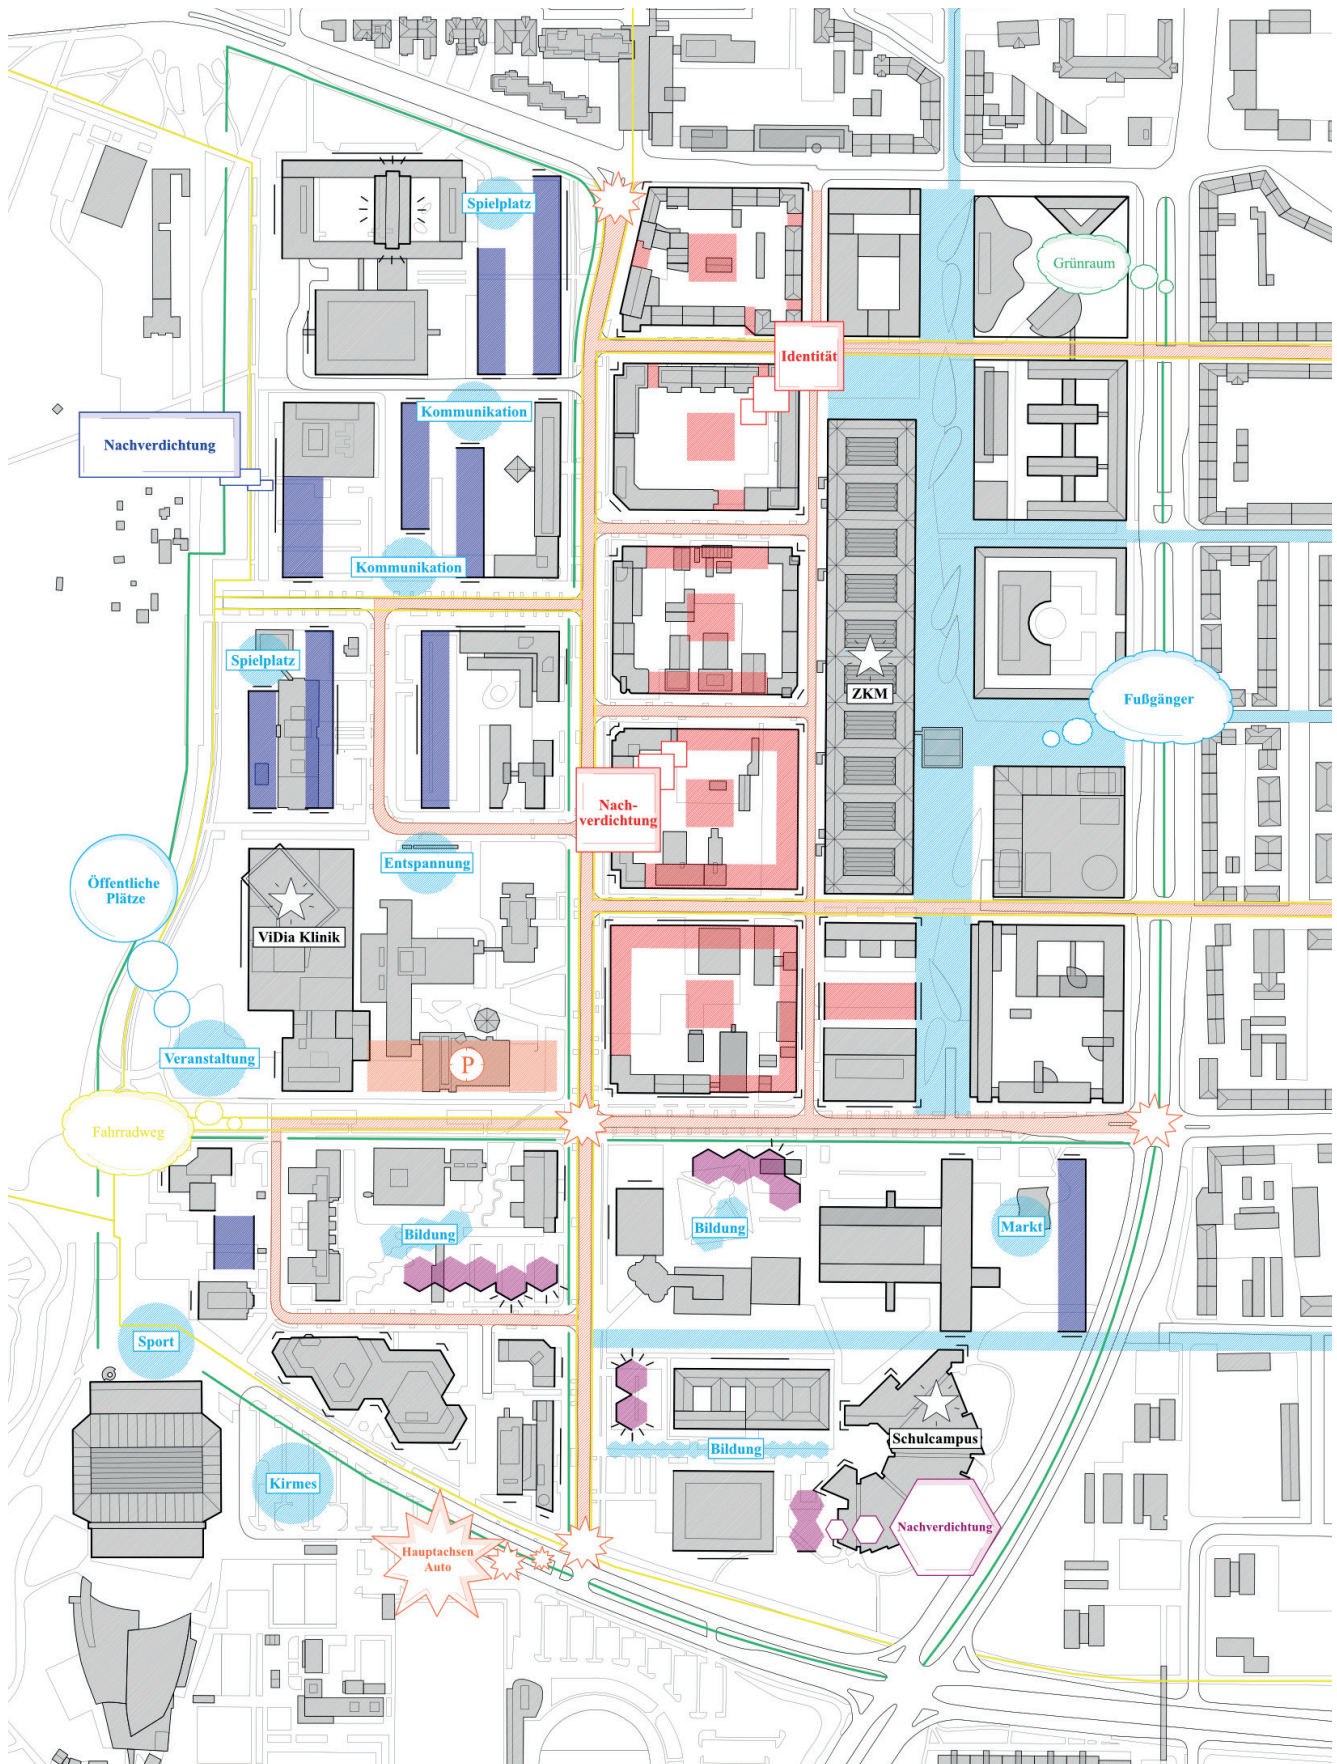 Spielplatz
Grünraum
Identität
Kommunikation
Nachverdichtung
Kommunikation
Spielplatz
ZKM
Fußgänger
Nach-
verdichtung
Entspannung
Öffentliche
Plätze
ViDia Klinik
Veranstaltung
P
Fahrradweg
Bildung
Bildung
Markt
Sport
Schulcampus
Bildung
Kirmes
Nachverdichtung
Hauptachsen
Auto